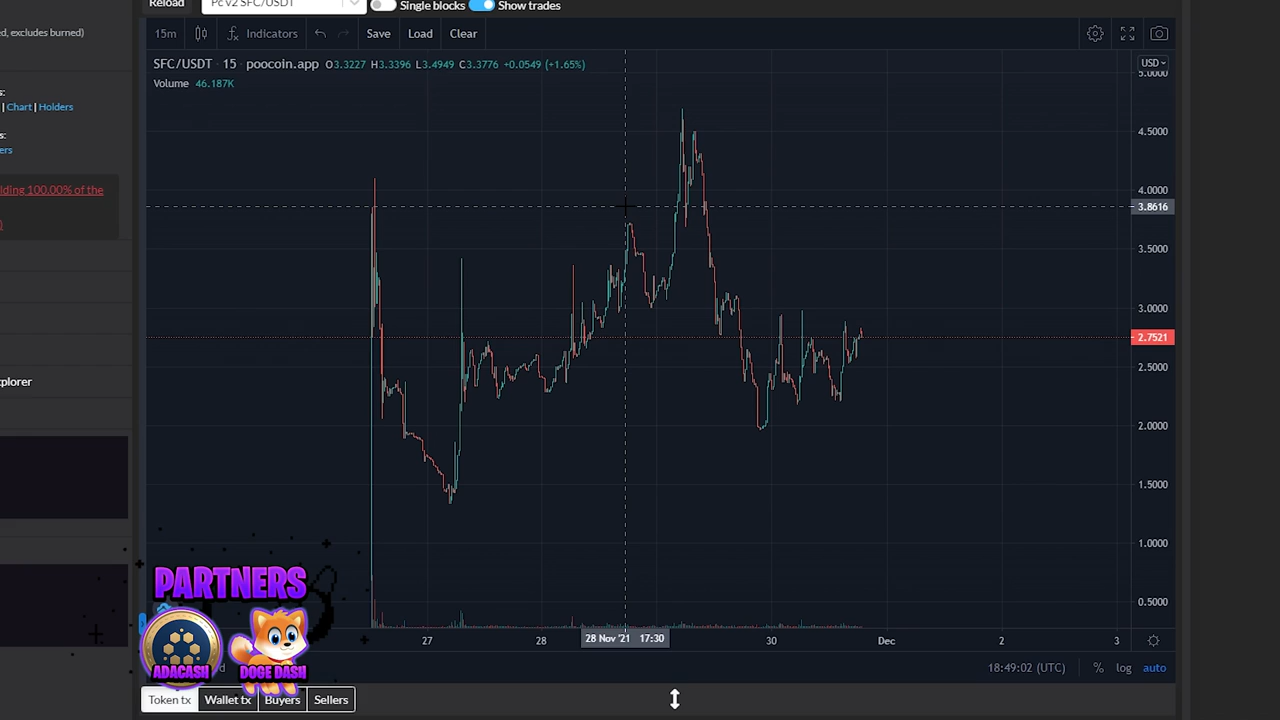 Reload
Pc v2 SFC/USDT
Single blocks
Show trades
ed, excludes burned)
15m
Indicators
Save
Load
Clear
SFC/USDT · 15 · poocoin.app O3.3227 H3.3396 L3.4949 C3.3776 +0.0549 (+1.65%)
USD
Volume 46.187K
s:
| Chart | Holders
s:
ers
lding 100.00% of the
)
xplorer
5.0000
4.5000
4.0000
3.8616
3.5000
3.0000
2.7521
2.5000
2.0000
1.5000
1.0000
0.5000
27
28
28 Nov '21 17:30
30
Dec
2
3
PARTNERS
ADACASH
DOGE DASH
18:49:02 (UTC)
%
log
auto
Token tx
Wallet tx
Buyers
Sellers